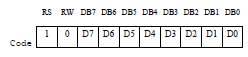 RS RW DB7 DB6 DB5 DB4 DB3 DB2 DB1 DB0
Code 1 0 D7 D6 D5 D4 D3 D2 D1 D0